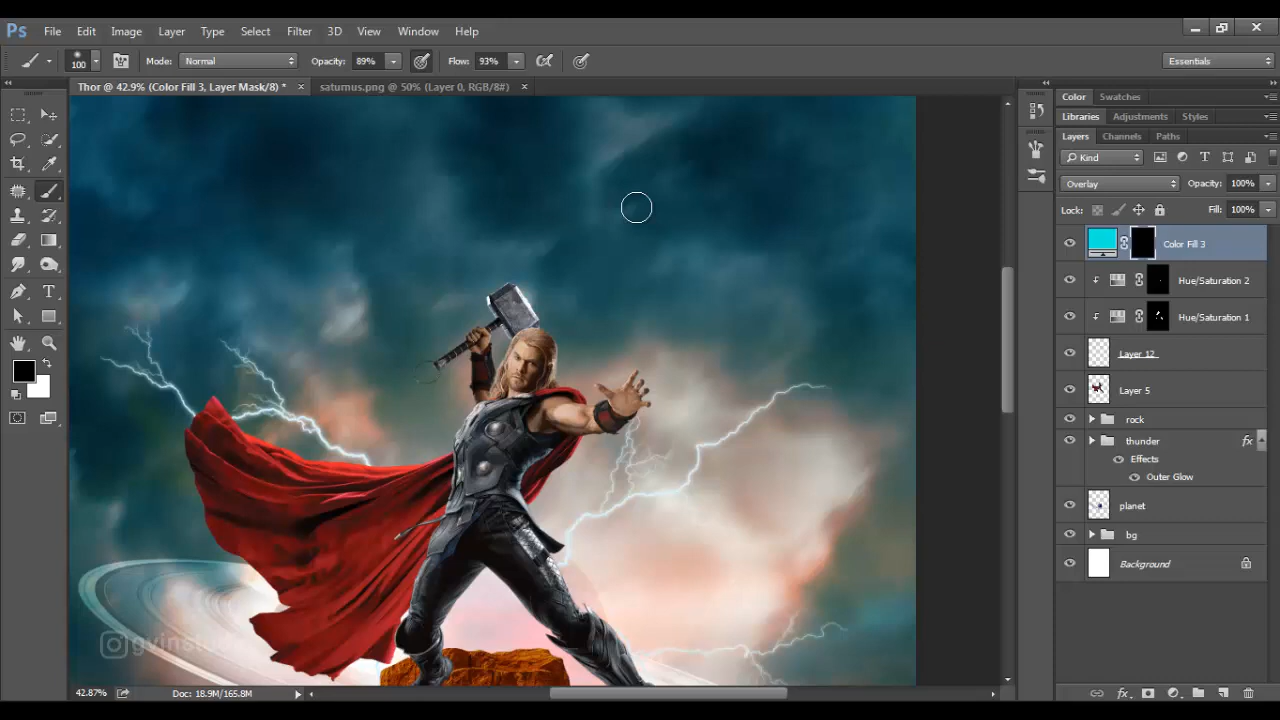 Ps File Edit Image Layer Type Select Filter 3D View Window Help
100 Mode: Normal Opacity: 89% Flow: 93% Essentials
Thor @ 42.9% (Color Fill 3, Layer Mask/8) * × saturnus.png @ 50% (Layer 0, RGB/8#) ×
Color Swatches
Libraries Adjustments Styles
Layers Channels Paths
Kind
Overlay Opacity: 100%
Lock: Fill: 100%
Color Fill 3
Hue/Saturation 2
Hue/Saturation 1
Layer 12
Layer 5
rock
thunder fx
Effects
Outer Glow
planet
bg
Background
42.87% Doc: 18.9M/165.8M